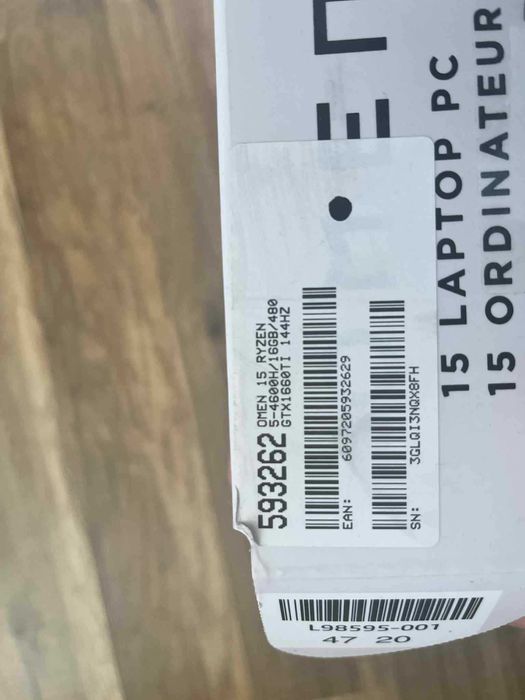 593262
OMEN 15 RYZEN
5-4600H/16GB/480
GTX1660TI 144HZ
EAN: 6097205932629
SN: 3GLQI3NQX8FH
15 LAPTOP PC
15 ORDINATEUR
L98595-001
47 20